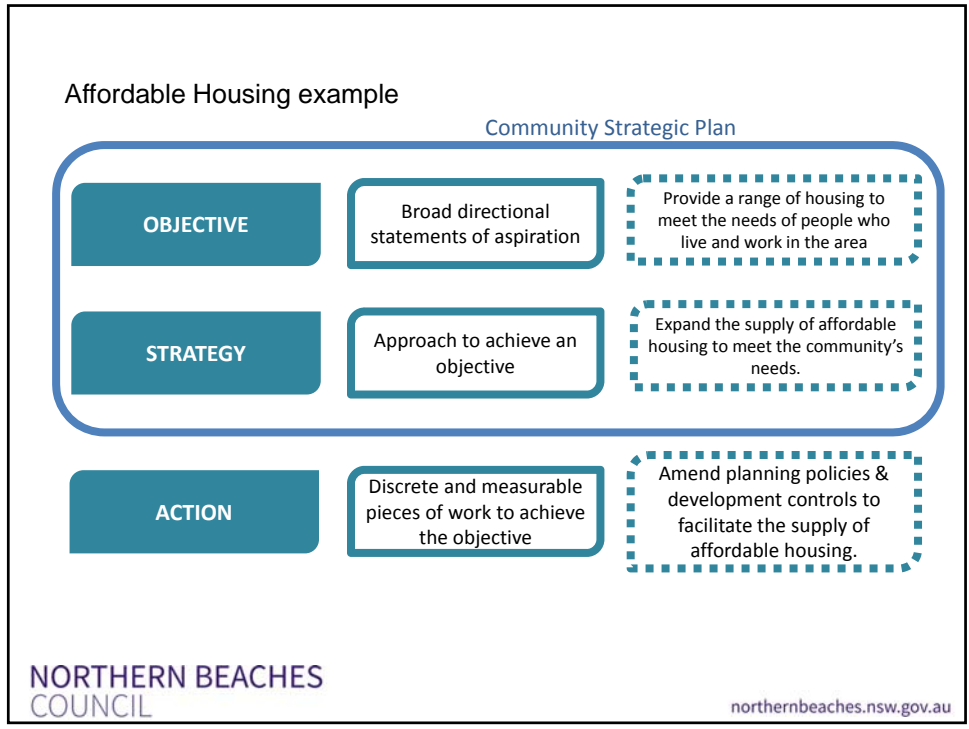 Affordable Housing example
Community Strategic Plan
OBJECTIVE
Broad directional
statements of aspiration
Provide a range of housing to
meet the needs of people who
live and work in the area
STRATEGY
Approach to achieve an
objective
Expand the supply of affordable
housing to meet the community’s
needs.
ACTION
Discrete and measurable
pieces of work to achieve
the objective
Amend planning policies &
development controls to
facilitate the supply of
affordable housing.
NORTHERN BEACHES
COUNCIL
northernbeaches.nsw.gov.au